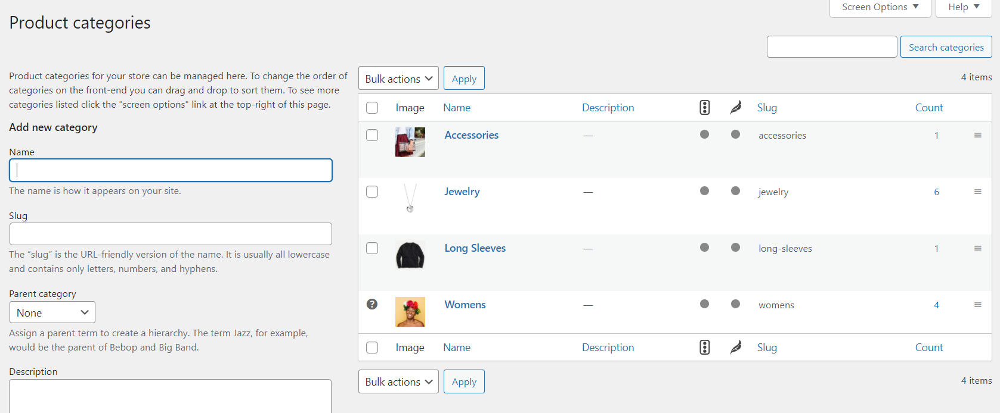 Screen Options
Help
Product categories
Search categories
Product categories for your store can be managed here. To change the order of
categories on the front-end you can drag and drop to sort them. To see more
categories listed click the "screen options" link at the top-right of this page.
Add new category
Name
The name is how it appears on your site.
Slug
The “slug” is the URL-friendly version of the name. It is usually all lowercase
and contains only letters, numbers, and hyphens.
Parent category
None
Assign a parent term to create a hierarchy. The term Jazz, for example,
would be the parent of Bebop and Big Band.
Description
Bulk actions Apply 4 items
Image Name Description Slug Count
Accessories — accessories 1
Jewelry — jewelry 6
Long Sleeves — long-sleeves 1
? Womens — womens 4
Image Name Description Slug Count
Bulk actions Apply 4 items